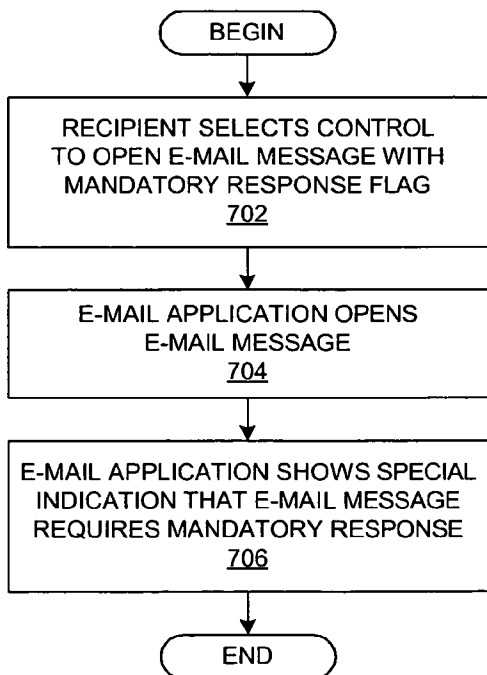 BEGIN
RECIPIENT SELECTS CONTROL
TO OPEN E-MAIL MESSAGE WITH
MANDATORY RESPONSE FLAG
702
E-MAIL APPLICATION OPENS
E-MAIL MESSAGE
704
E-MAIL APPLICATION SHOWS SPECIAL
INDICATION THAT E-MAIL MESSAGE
REQUIRES MANDATORY RESPONSE
706
END